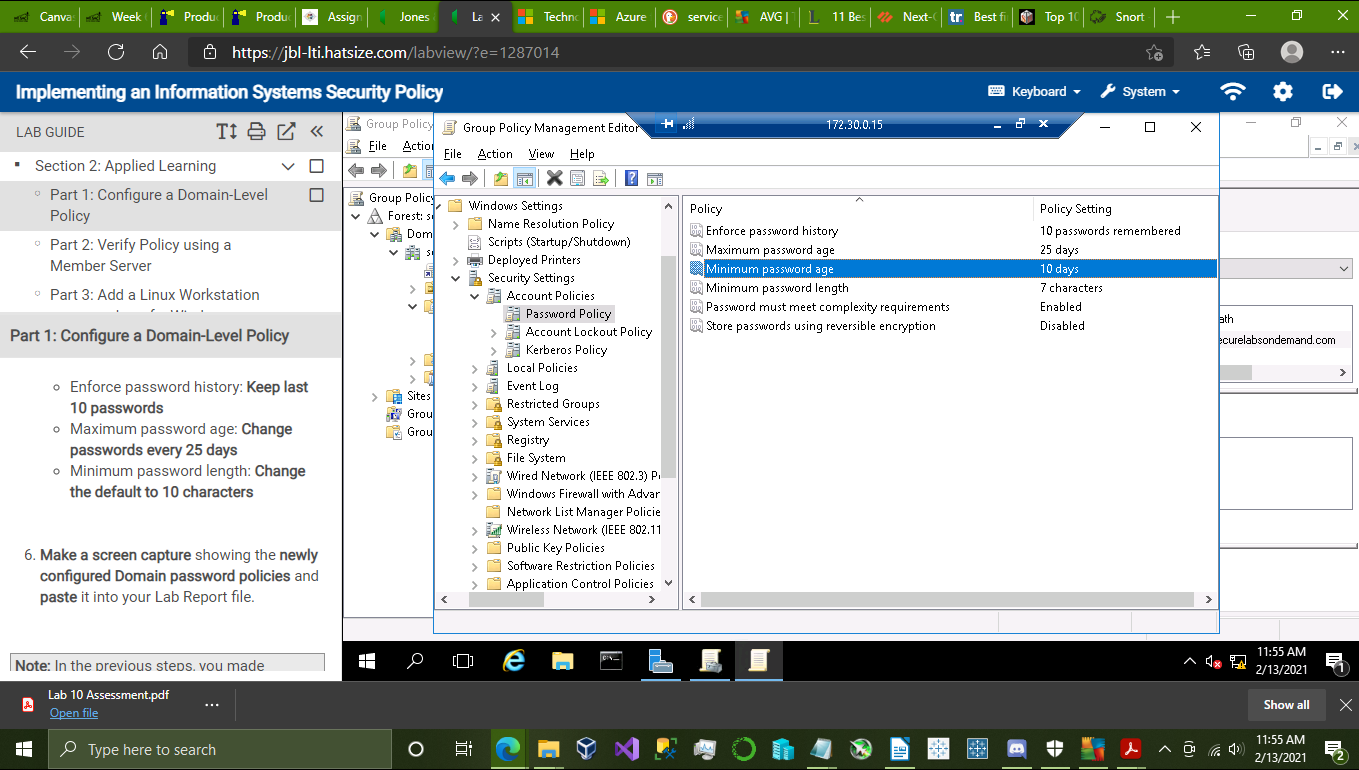 Canva
Week
Produ
Produ
Assign
Jones
La
Techn
Azure
service
AVG | T
11 Bes
Next-G
Best fi
Top 10
Snort
https://jbl-lti.hatsize.com/labview/?e=1287014
Implementing an Information Systems Security Policy
Keyboard
System
LAB GUIDE
Section 2: Applied Learning
Part 1: Configure a Domain-Level
Policy
Part 2: Verify Policy using a
Member Server
Part 3: Add a Linux Workstation
Part 1: Configure a Domain-Level Policy
Enforce password history: Keep last
10 passwords
Maximum password age: Change
passwords every 25 days
Minimum password length: Change
the default to 10 characters
6. Make a screen capture showing the newly
configured Domain password policies and
paste it into your Lab Report file.
Note: In the previous steps, you made
Group Policy
File Action
Group Policy
Forest: se
Dom
se
Sites
Grou
Grou
Group Policy Management Editor
172.30.0.15
File Action View Help
Windows Settings
Name Resolution Policy
Scripts (Startup/Shutdown)
Deployed Printers
Security Settings
Account Policies
Password Policy
Account Lockout Policy
Kerberos Policy
Local Policies
Event Log
Restricted Groups
System Services
Registry
File System
Wired Network (IEEE 802.3) P
Windows Firewall with Advar
Network List Manager Policie
Wireless Network (IEEE 802.11
Public Key Policies
Software Restriction Policies
Application Control Policies
Policy Policy Setting
Enforce password history 10 passwords remembered
Maximum password age 25 days
Minimum password age 10 days
Minimum password length 7 characters
Password must meet complexity requirements Enabled
Store passwords using reversible encryption Disabled
ath
ecurelabsondemand.com
11:55 AM
2/13/2021
1
Lab 10 Assessment.pdf
Open file
Show all
Type here to search
11:55 AM
2/13/2021
2